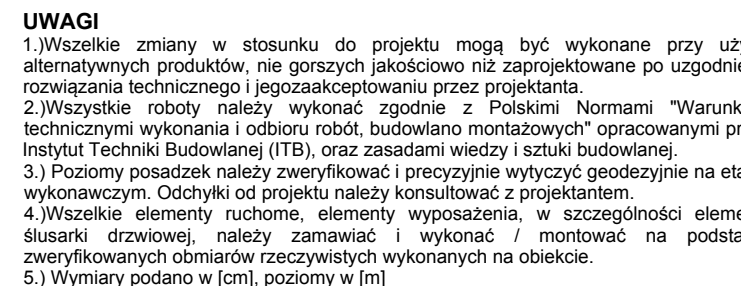 UWAGI
1.)Wszelkie zmiany w stosunku do projektu mogą być wykonane przy uży
alternatywnych produktów, nie gorszych jakościowo niż zaprojektowane po uzgodnie
rozwiązania technicznego i jegozaakceptowaniu przez projektanta.
2.)Wszystkie roboty należy wykonać zgodnie z Polskimi Normami "Warunk
technicznymi wykonania i odbioru robót, budowlano montażowych" opracowanymi pr
Instytut Techniki Budowlanej (ITB), oraz zasadami wiedzy i sztuki budowlanej.
3.) Poziomy posadzek należy zweryfikować i precyzyjnie wytyczyć geodezyjnie na eta
wykonawczym. Odchyłki od projektu należy konsultować z projektantem.
4.)Wszelkie elementy ruchome, elementy wyposażenia, w szczególności eleme
ślusarki drzwiowej, należy zamawiać i wykonać / montować na podsta
zweryfikowanych obmiarów rzeczywistych wykonanych na obiekcie.
5.) Wymiary podano w [cm], poziomy w [m]